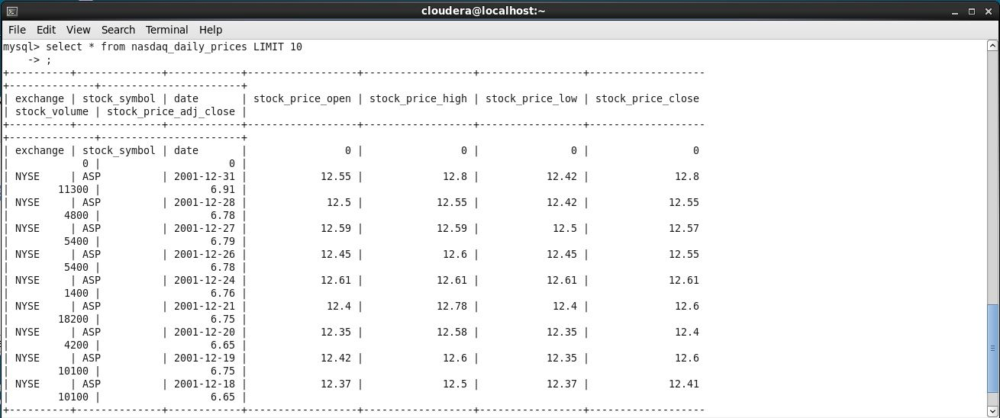 cloudera@localhost:~
File Edit View Search Terminal Help
mysql> select * from nasdaq_daily_prices LIMIT 10
    -> ;
+----------+--------------+------------+------------------+------------------+-----------------+-------------------
+--------------+-----------------------+
| exchange | stock_symbol | date       | stock_price_open | stock_price_high | stock_price_low | stock_price_close 
| stock_volume | stock_price_adj_close |
+----------+--------------+------------+------------------+------------------+-----------------+-------------------
+--------------+-----------------------+
| exchange | stock_symbol | date       |                0 |                0 |               0 |                 0 
|            0 |                     0 |
| NYSE     | ASP          | 2001-12-31 |            12.55 |             12.8 |           12.42 |              12.8 
|        11300 |                  6.91 |
| NYSE     | ASP          | 2001-12-28 |             12.5 |            12.55 |           12.42 |             12.55 
|         4800 |                  6.78 |
| NYSE     | ASP          | 2001-12-27 |            12.59 |            12.59 |            12.5 |             12.57 
|         5400 |                  6.79 |
| NYSE     | ASP          | 2001-12-26 |            12.45 |             12.6 |           12.45 |             12.55 
|         5400 |                  6.78 |
| NYSE     | ASP          | 2001-12-24 |            12.61 |            12.61 |           12.61 |             12.61 
|         1400 |                  6.76 |
| NYSE     | ASP          | 2001-12-21 |             12.4 |            12.78 |            12.4 |              12.6 
|        18200 |                  6.75 |
| NYSE     | ASP          | 2001-12-20 |            12.35 |            12.58 |           12.35 |              12.4 
|         4200 |                  6.65 |
| NYSE     | ASP          | 2001-12-19 |            12.42 |             12.6 |           12.35 |              12.6 
|        10100 |                  6.75 |
| NYSE     | ASP          | 2001-12-18 |            12.37 |             12.5 |           12.37 |             12.41 
|        10100 |                  6.65 |
+----------+--------------+------------+------------------+------------------+-----------------+-------------------